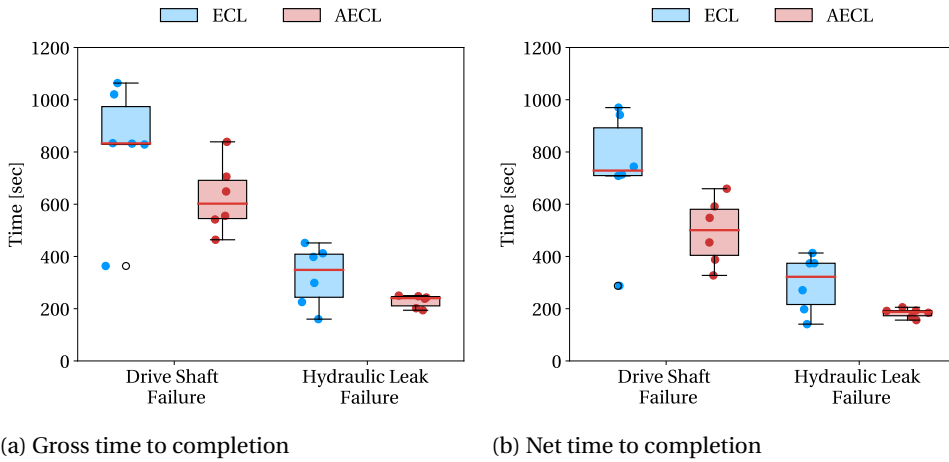 ECL AECL
1200
1000
800
600
400
200
0
Time [sec]
Drive Shaft
Failure
Hydraulic Leak
Failure
(a) Gross time to completion
ECL AECL
1200
1000
800
600
400
200
0
Time [sec]
Drive Shaft
Failure
Hydraulic Leak
Failure
(b) Net time to completion